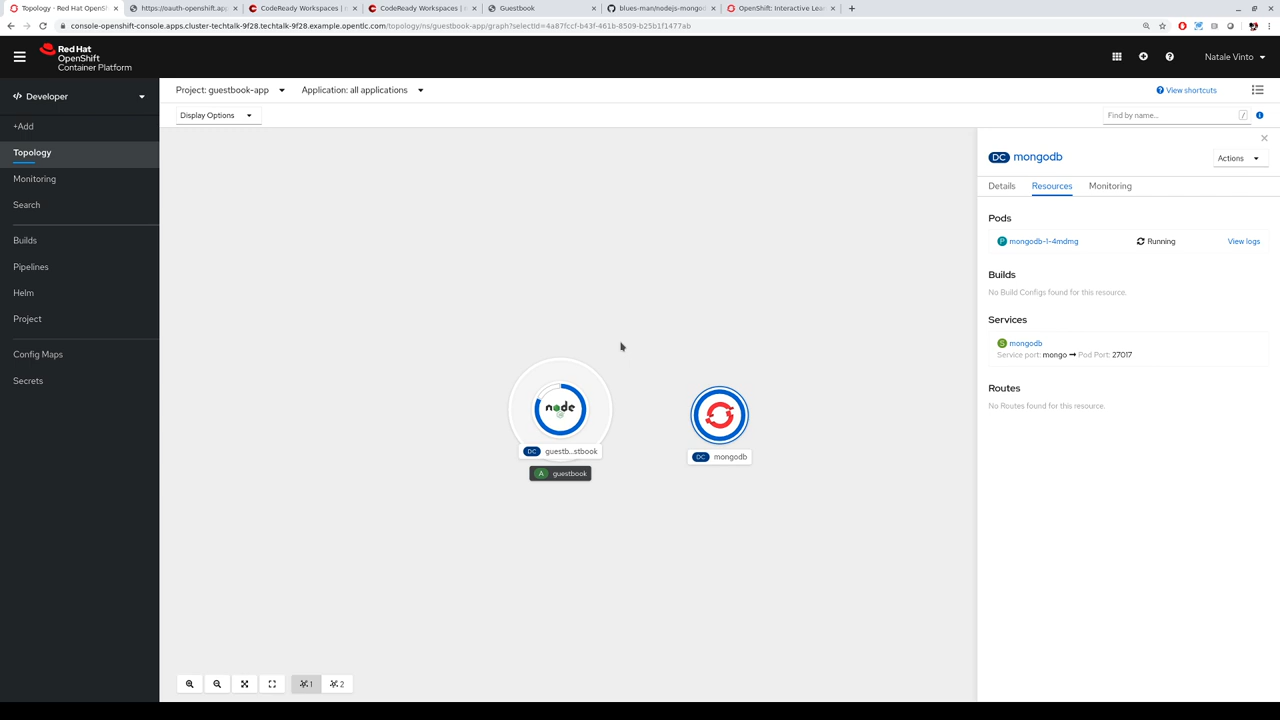 Topology - Red Hat OpenSh
https://oauth-openshift.ap
CodeReady Workspaces |
CodeReady Workspaces |
Guestbook
blues-man/nodejs-mongod
OpenShift: Interactive Lea
console-openshift-console.apps.cluster-techtalk-9f28.techtalk-9f28.example.opentlc.com/topology/ns/guestbook-app/graph?selectId=4a87fccf-b43f-461b-8509-b25b1f1477ab
Red Hat
OpenShift
Container Platform
Natale Vinto
Developer
+Add
Topology
Monitoring
Search
Builds
Pipelines
Helm
Project
Config Maps
Secrets
Project: guestbook-app
Application: all applications
View shortcuts
Display Options
Find by name...
/
node
DC guestb...stbook
A guestbook
DC mongodb
1
2
DC mongodb
Actions
Details
Resources
Monitoring
Pods
P mongodb-1-4mdmg
Running
View logs
Builds
No Build Configs found for this resource.
Services
S mongodb
Service port: mongo → Pod Port: 27017
Routes
No Routes found for this resource.